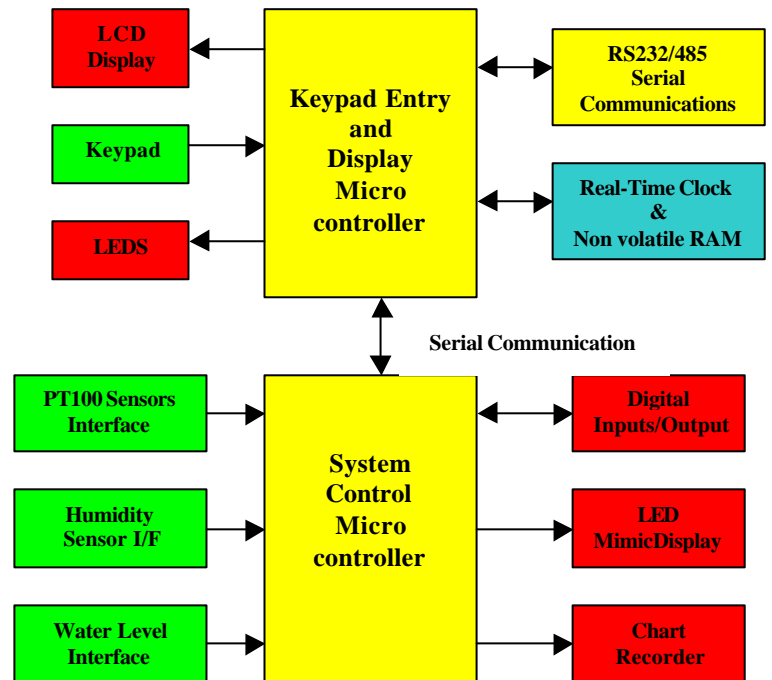 LCD
Display
Keypad
LEDS
Keypad Entry
and
Display
Micro
controller
RS232/485
Serial
Communications
Real-Time Clock
&
Non volatile RAM
Serial Communication
PT100 Sensors
Interface
Humidity
Sensor I/F
Water Level
Interface
System
Control
Micro
controller
Digital
Inputs/Output
LED
MimicDisplay
Chart
Recorder